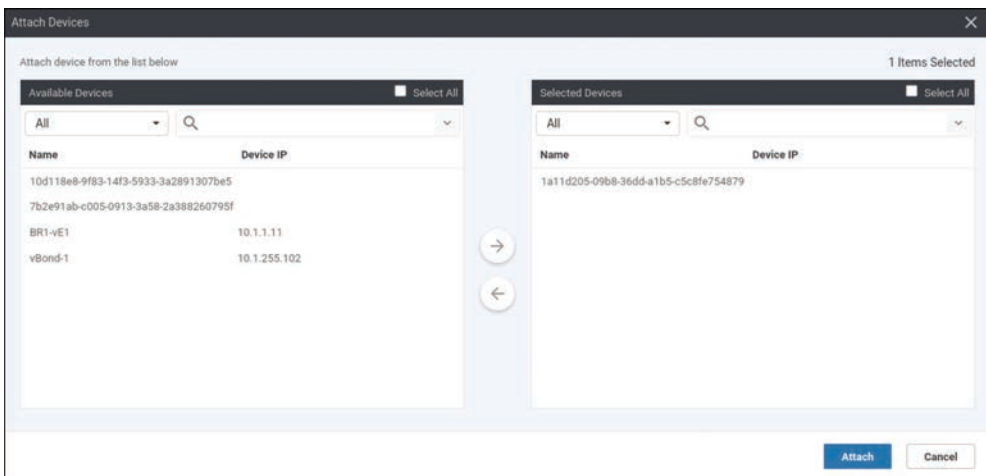 Attach Devices
Attach device from the list below
1 Items Selected
Available Devices
Select All
All
Name Device IP
10d118e8-9f83-14f3-5933-3a2891307be5
7b2e91ab-c005-0913-3a58-2a388260795f
BR1-vE1 10.1.1.11
vBond-1 10.1.255.102
Selected Devices
Select All
All
Name Device IP
1a11d205-09b8-36dd-a1b5-c5c8fe754879
Attach Cancel